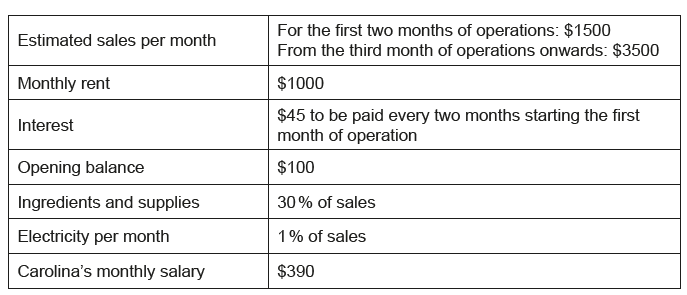 Estimated sales per month
For the first two months of operations: $1500
From the third month of operations onwards: $3500
Monthly rent
$1000
Interest
$45 to be paid every two months starting the first
month of operation
Opening balance
$100
Ingredients and supplies
30% of sales
Electricity per month
1% of sales
Carolina’s monthly salary
$390